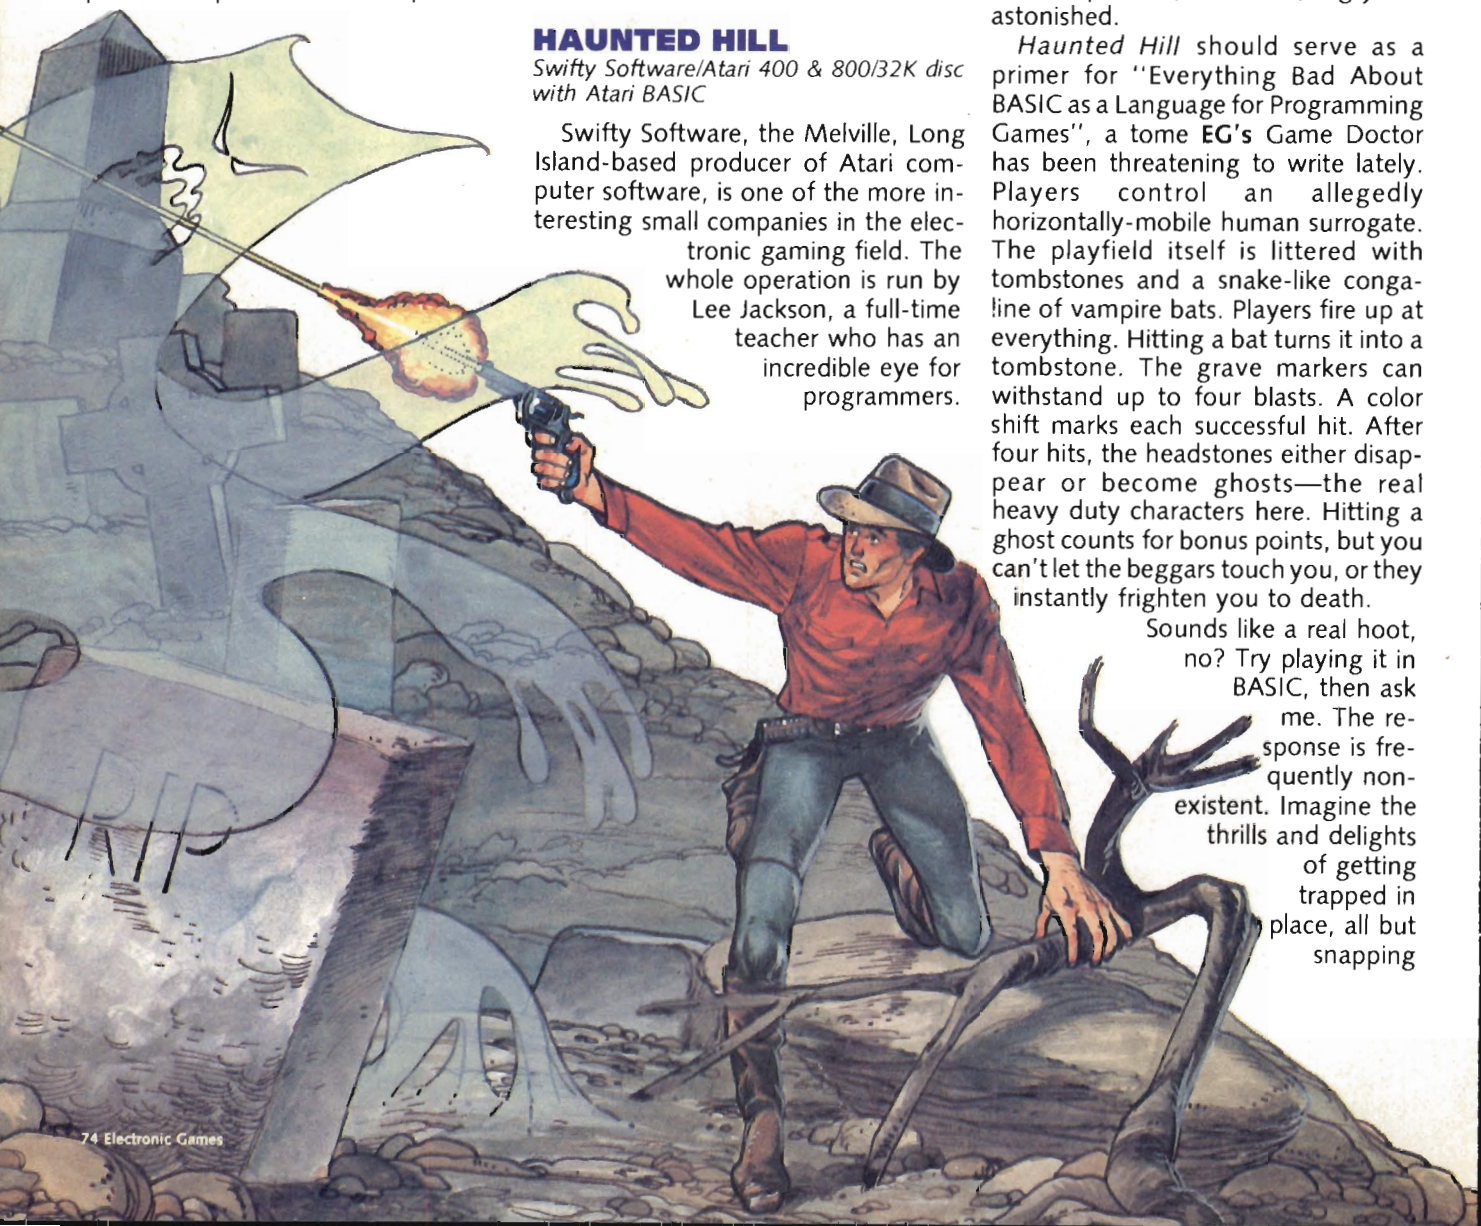 HAUNTED HILL
Swifty Software/Atari 400 & 800/32K disc
with Atari BASIC
Swifty Software, the Melville, Long
Island-based producer of Atari com-
puter software, is one of the more in-
teresting small companies in the elec-
tronic gaming field. The
whole operation is run by
Lee Jackson, a full-time
teacher who has an
incredible eye for
programmers.
astonished.
Haunted Hill should serve as a
primer for "Everything Bad About
BASIC as a Language for Programming
Games", a tome EG's Game Doctor
has been threatening to write lately.
Players control an allegedly
horizontally-mobile human surrogate.
The playfield itself is littered with
tombstones and a snake-like conga-
line of vampire bats. Players fire up at
everything. Hitting a bat turns it into a
tombstone. The grave markers can
withstand up to four blasts. A color
shift marks each successful hit. After
four hits, the headstones either disap-
pear or become ghosts—the real
heavy duty characters here. Hitting a
ghost counts for bonus points, but you
can't let the beggars touch you, or they
instantly frighten you to death.
Sounds like a real hoot,
no? Try playing it in
BASIC, then ask
me. The re-
sponse is fre-
quently non-
existent. Imagine the
thrills and delights
of getting
trapped in
place, all but
snapping
RIP
74 Electronic Games